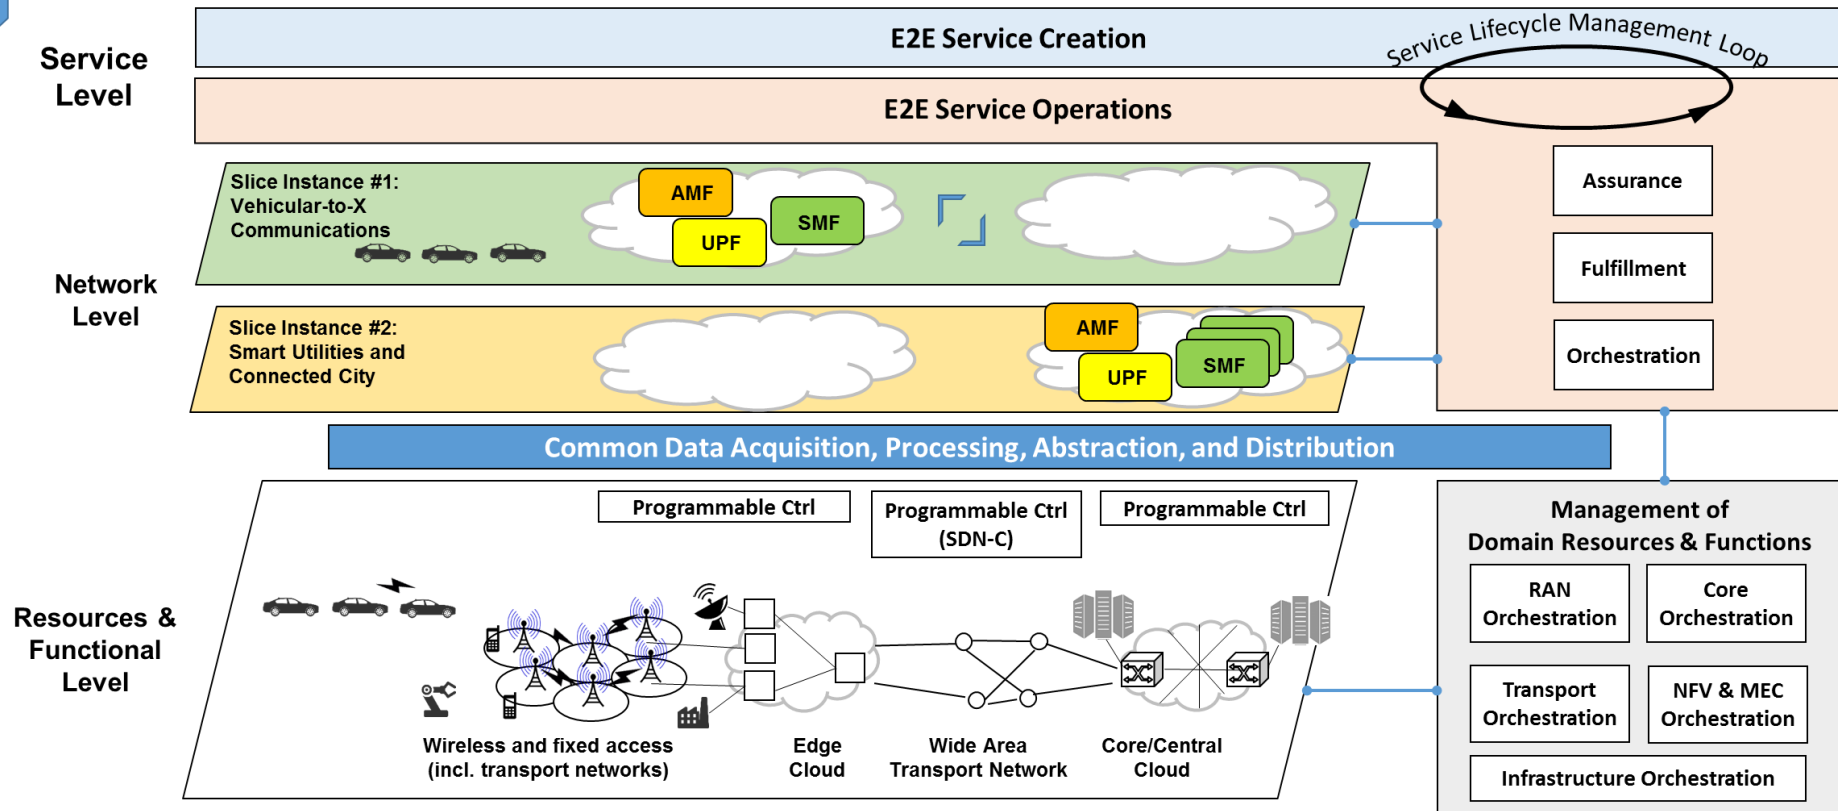 Service
Level
E2E Service Creation
Service Lifecycle Management Loop
E2E Service Operations
Network
Level
Slice Instance #1:
Vehicular-to-X
Communications
AMF
SMF
UPF
Assurance
Fulfillment
Orchestration
Slice Instance #2:
Smart Utilities and
Connected City
AMF
UPF
SMF
Common Data Acquisition, Processing, Abstraction, and Distribution
Resources &
Functional
Level
Programmable Ctrl
Programmable Ctrl
(SDN-C)
Programmable Ctrl
Wireless and fixed access
(incl. transport networks)
Edge
Cloud
Wide Area
Transport Network
Core/Central
Cloud
Management of
Domain Resources & Functions
RAN
Orchestration
Core
Orchestration
Transport
Orchestration
NFV & MEC
Orchestration
Infrastructure Orchestration